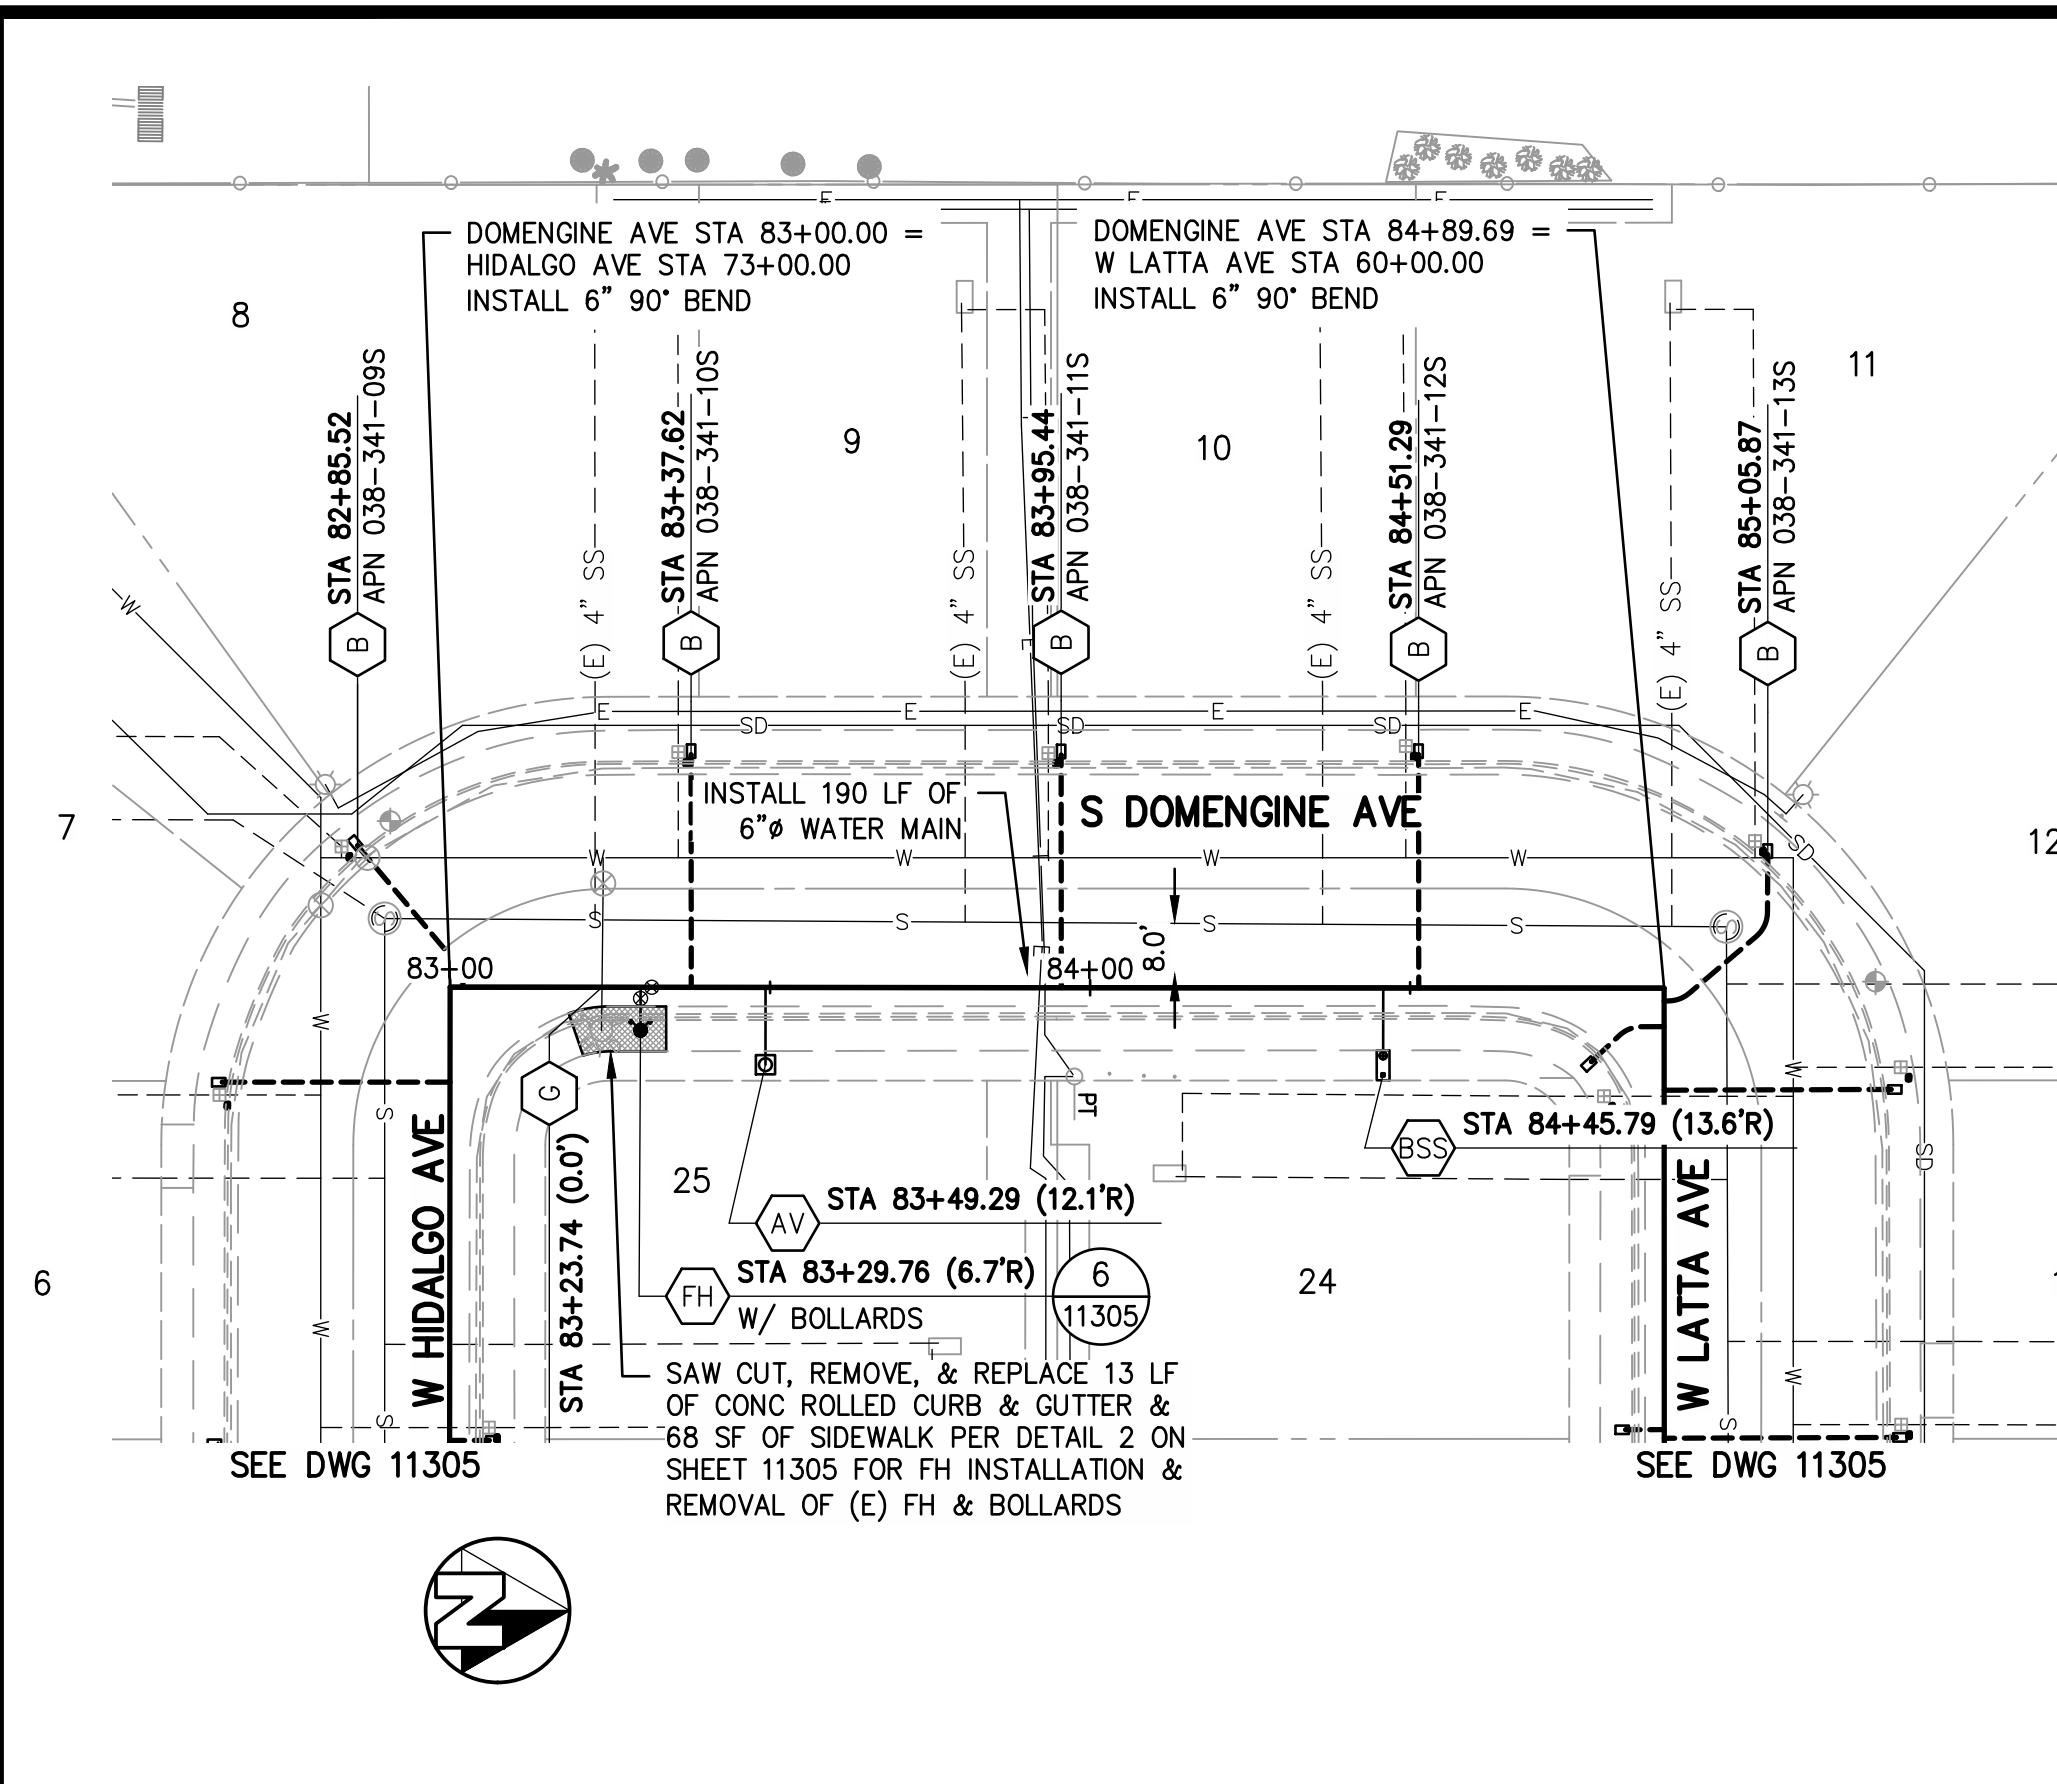 DOMENGINE AVE STA 83+00.00 =
HIDALGO AVE STA 73+00.00
INSTALL 6" 90° BEND
DOMENGINE AVE STA 84+89.69 =
W LATTA AVE STA 60+00.00
INSTALL 6" 90° BEND
8
9
10
11
STA 82+85.52
APN 038-341-09S
B
STA 83+37.62
APN 038-341-10S
B
STA 83+95.44
APN 038-341-11S
B
STA 84+51.29
APN 038-341-12S
B
STA 85+05.87
APN 038-341-13S
B
(E) 4" SS
(E) 4" SS
(E) 4" SS
(E) 4" SS
E
E
E
W
E
E
E
E
E
SD
SD
SD
INSTALL 190 LF OF
6"ø WATER MAIN
S DOMENGINE AVE
7
12
W
W
W
W
SD
S
S
S
S
S
S
E
83+00
84+00
8.0'
W
W
S
SD
G
PT
STA 84+45.79 (13.6'R)
BSS
25
STA 83+49.29 (12.1'R)
AV
STA 83+29.76 (6.7'R)
FH
W/ BOLLARDS
6
11305
24
6
W HIDALGO AVE
STA 83+23.74 (0.0')
W LATTA AVE
W
W
S
S
SAW CUT, REMOVE, & REPLACE 13 LF
OF CONC ROLLED CURB & GUTTER &
68 SF OF SIDEWALK PER DETAIL 2 ON
SHEET 11305 FOR FH INSTALLATION &
REMOVAL OF (E) FH & BOLLARDS
SEE DWG 11305
SEE DWG 11305
N